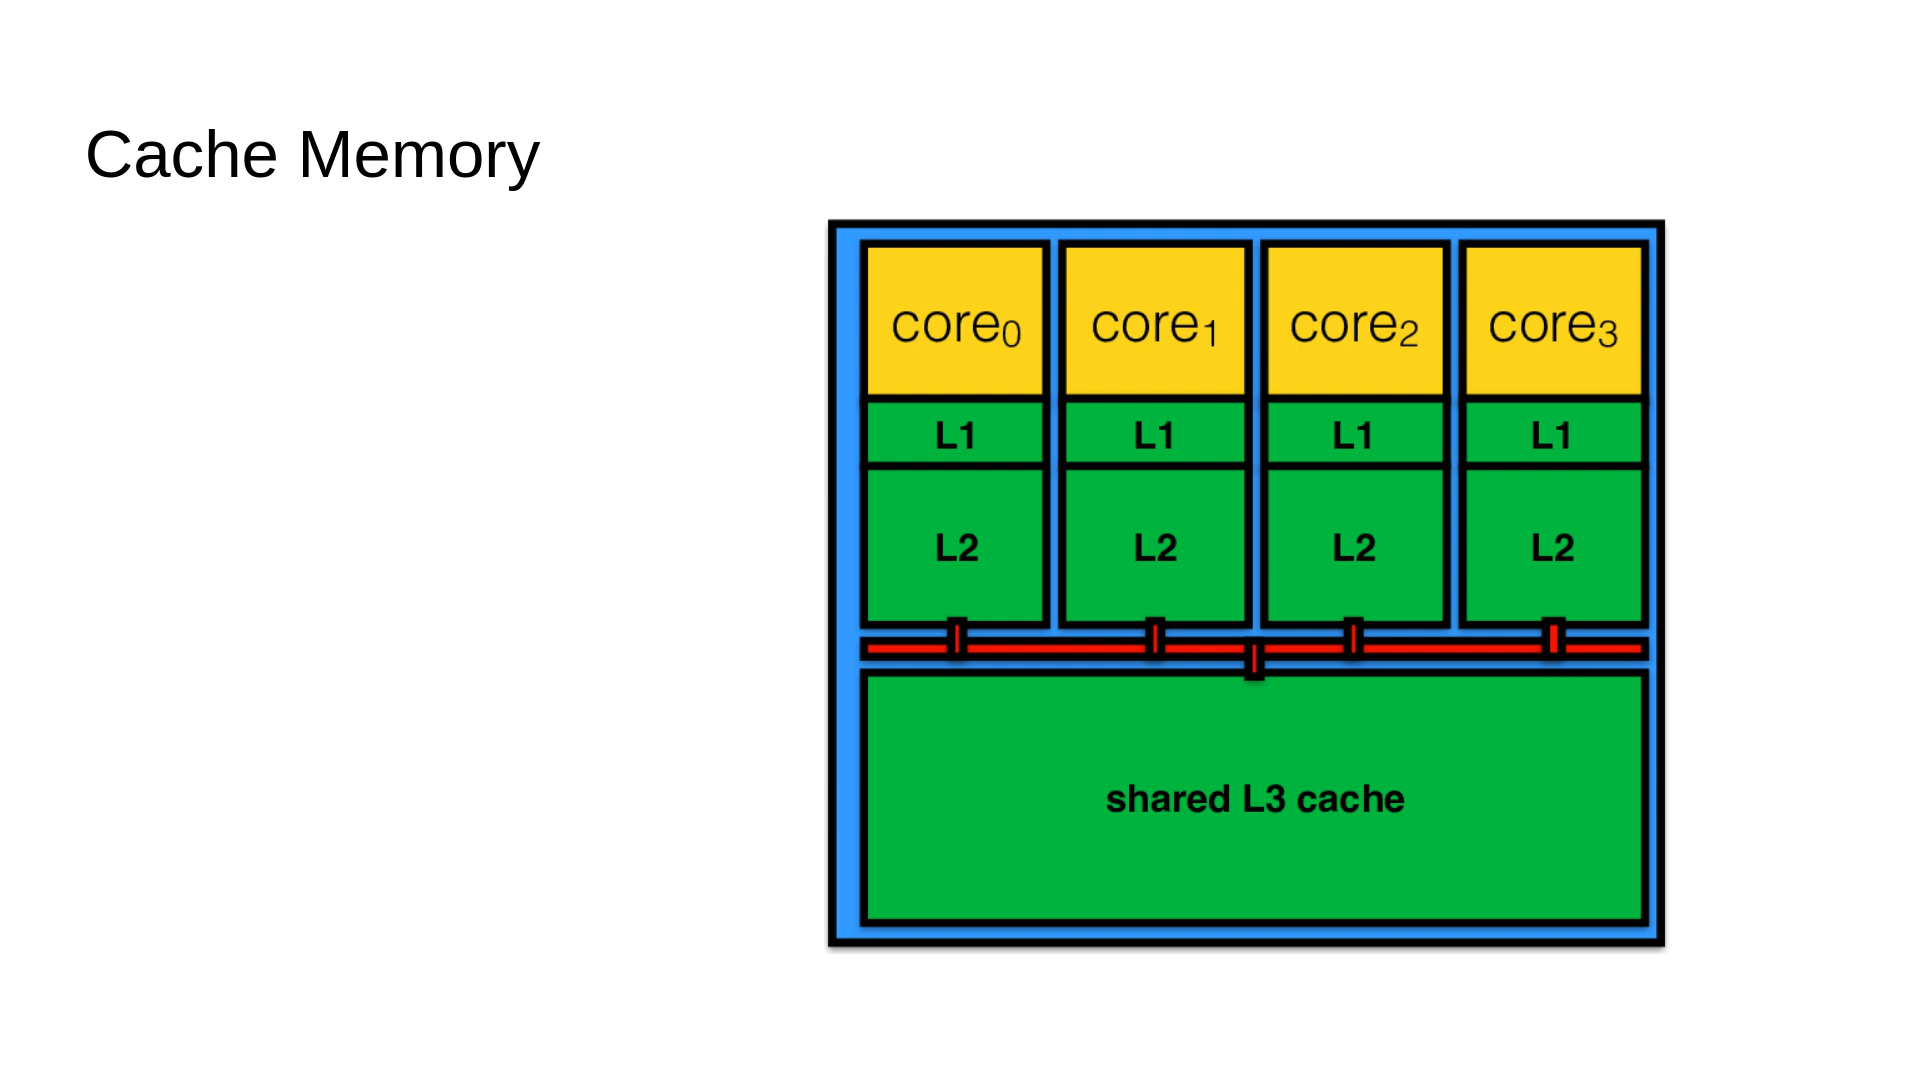 Cache Memory
core₀ core₁ core₂ core₃
L1 L1 L1 L1
L2 L2 L2 L2
shared L3 cache